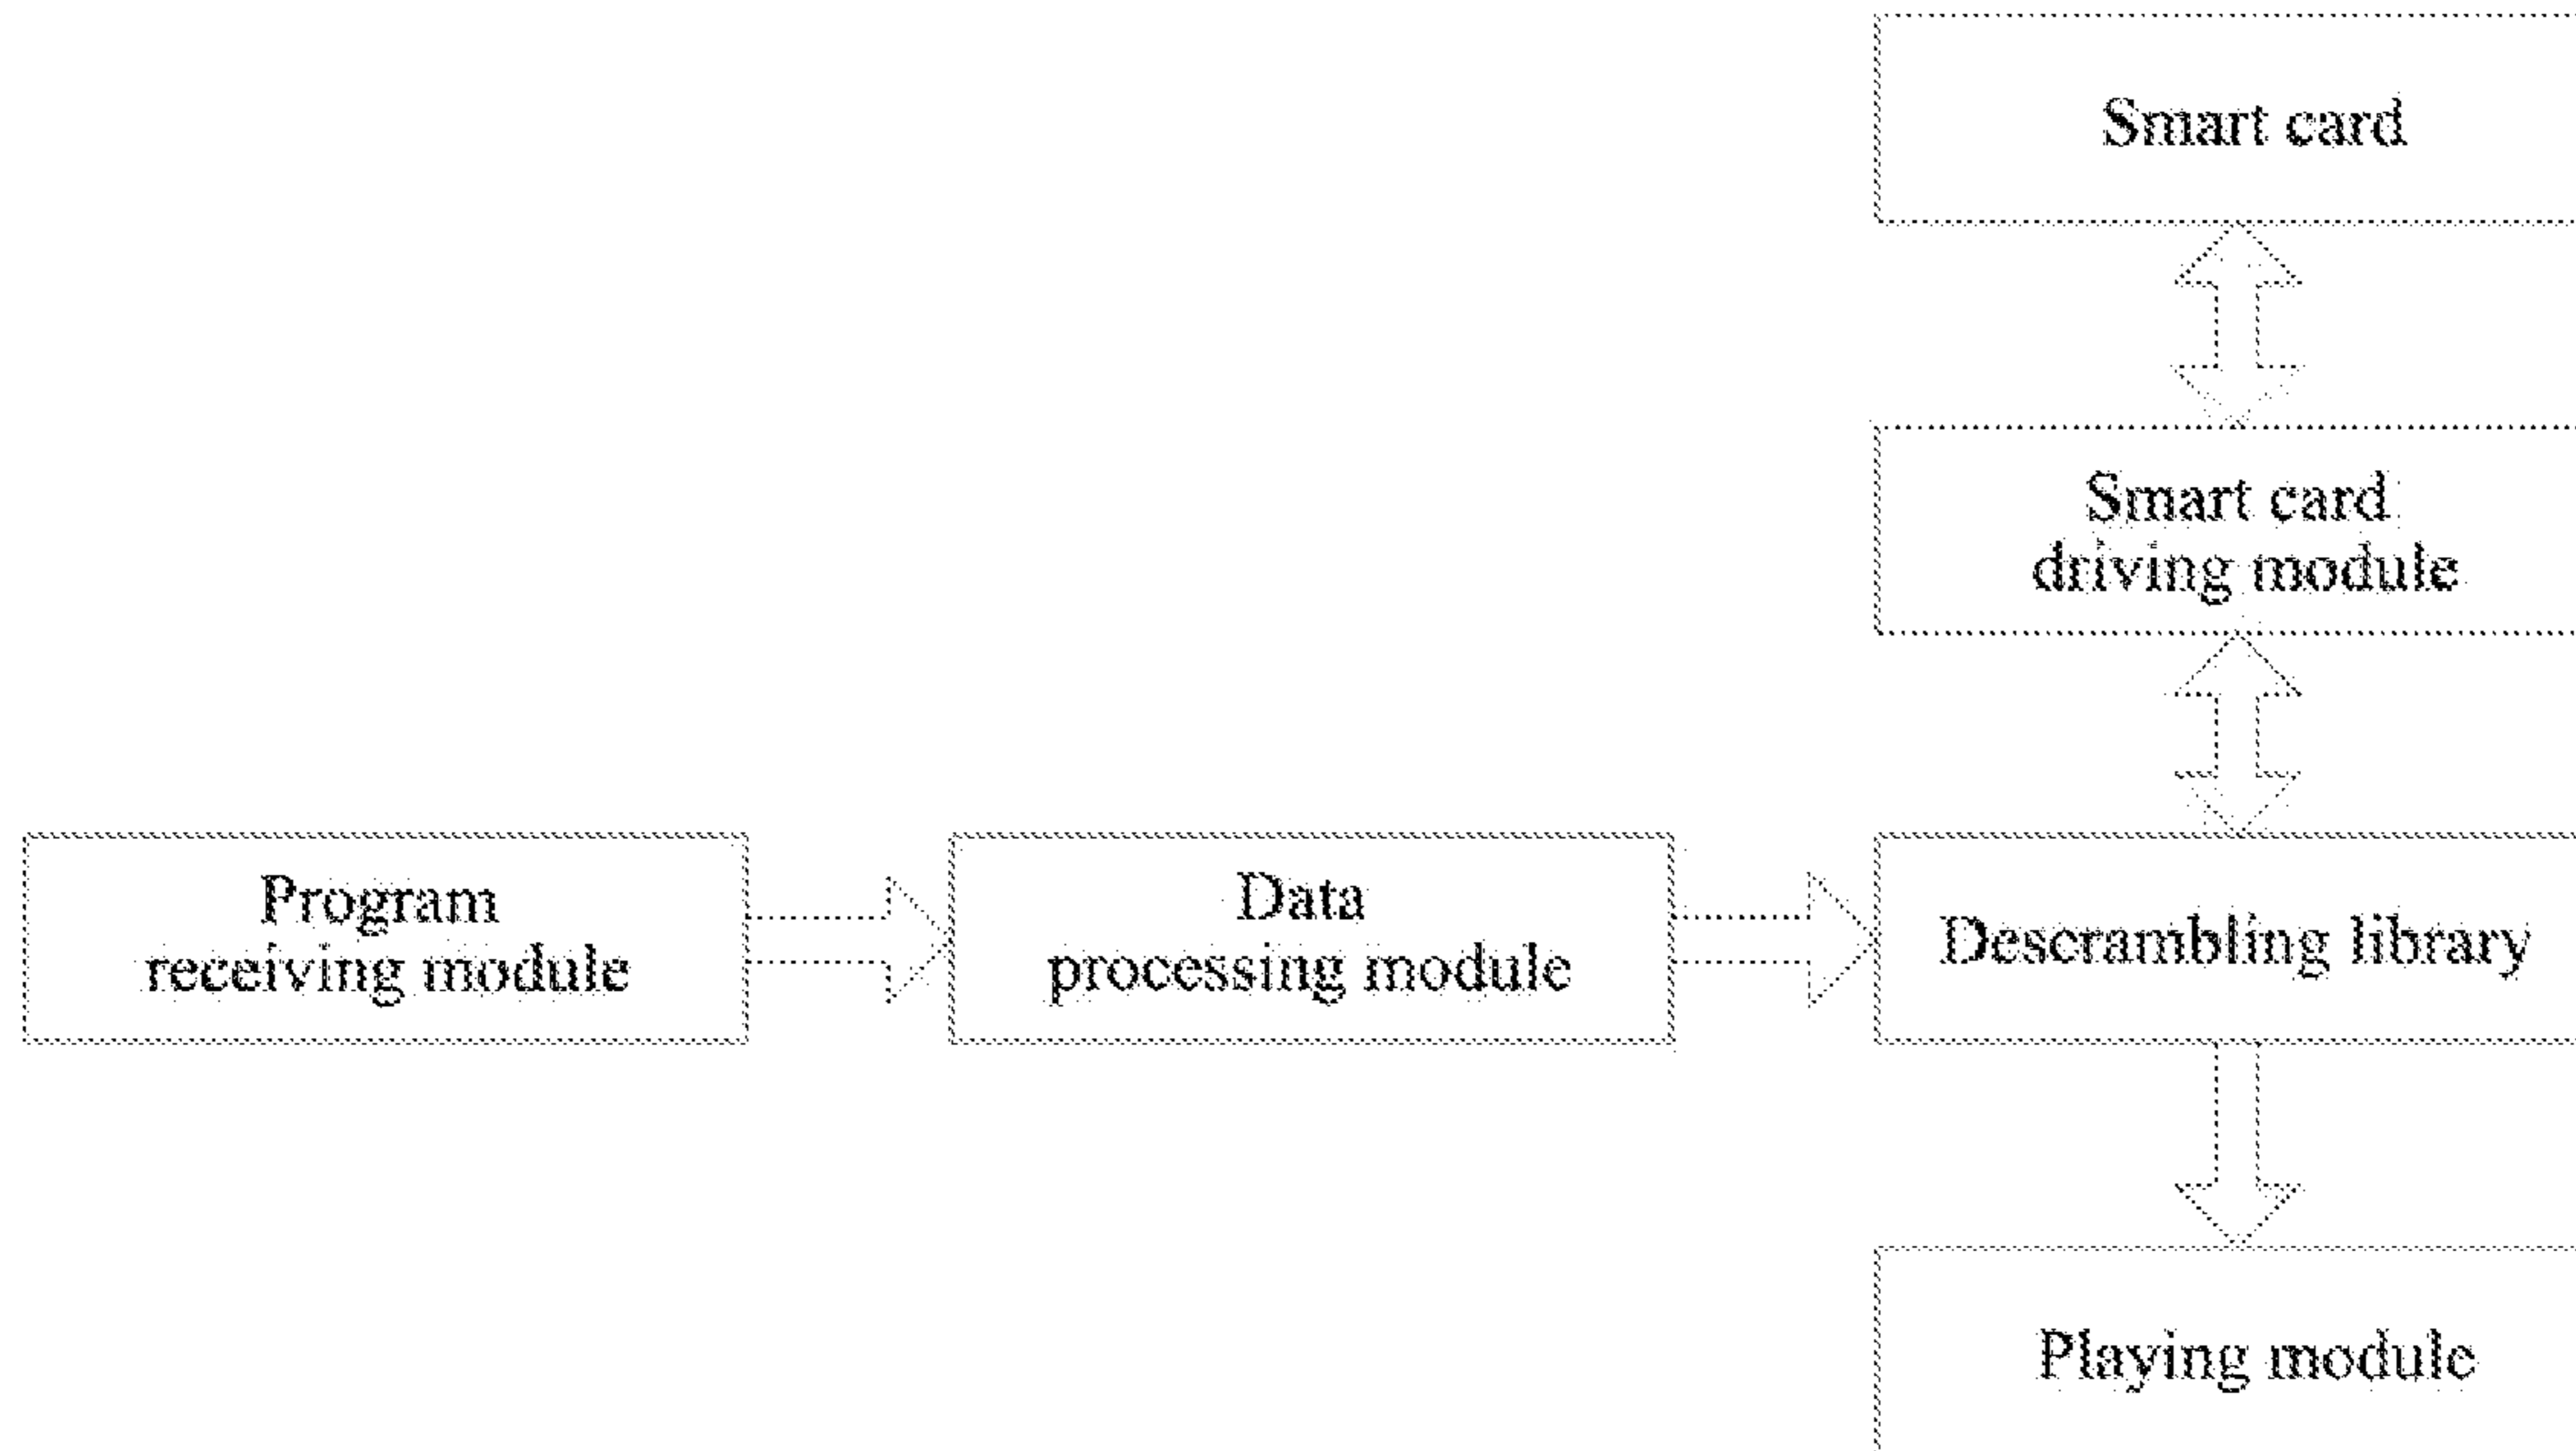 Smart card
Smart card
driving module
Program
receiving module
Data
processing module
Descrambling library
Playing module